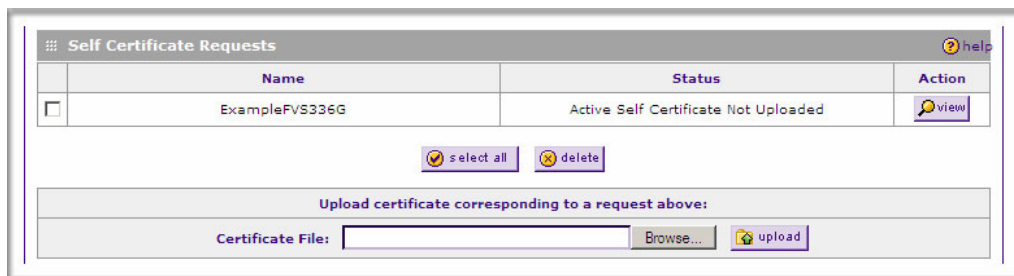 Self Certificate Requests
help
Name Status Action
ExampleFVS336G Active Self Certificate Not Uploaded view
select all delete
Upload certificate corresponding to a request above:
Certificate File: Browse... upload